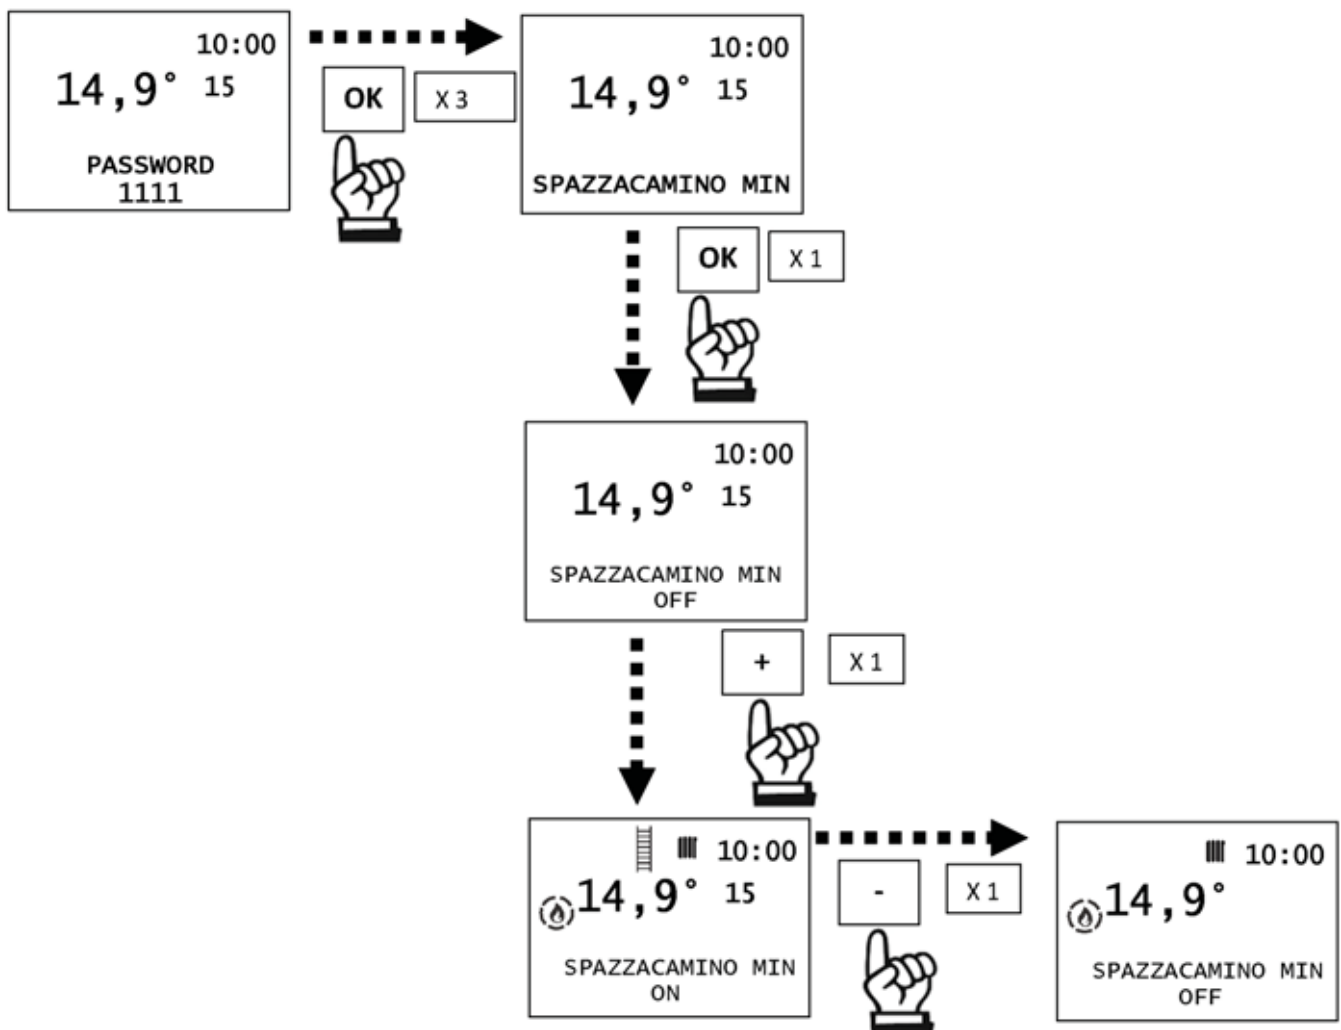 10:00
14,9° 15
PASSWORD
1111
OK
X 3
10:00
14,9° 15
SPAZZACAMINO MIN
OK
X 1
10:00
14,9° 15
SPAZZACAMINO MIN
OFF
+
X 1
10:00
14,9° 15
SPAZZACAMINO MIN
ON
-
X 1
10:00
14,9°
SPAZZACAMINO MIN
OFF